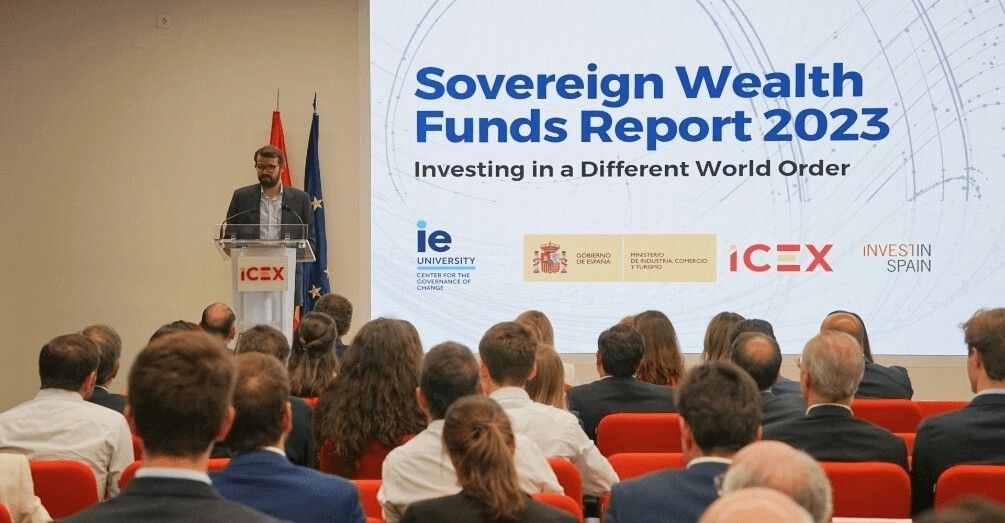 Sovereign Wealth
Funds Report 2023
Investing in a Different World Order
ie
UNIVERSITY
CENTER FOR THE
GOVERNANCE OF
CHANGE
GOBIERNO
DE ESPAÑA
MINISTERIO
DE INDUSTRIA, COMERCIO
Y TURISMO
iCEX
INVEST IN
SPAIN
iCEX